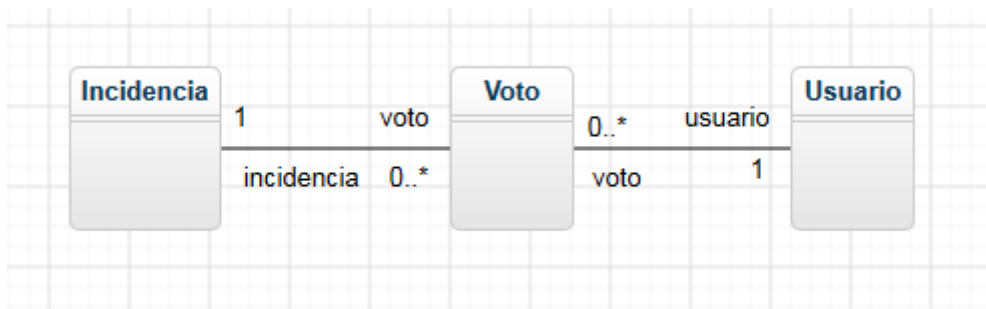 Incidencia
Voto
Usuario
1
voto
incidencia
0..*
0..*
usuario
voto
1